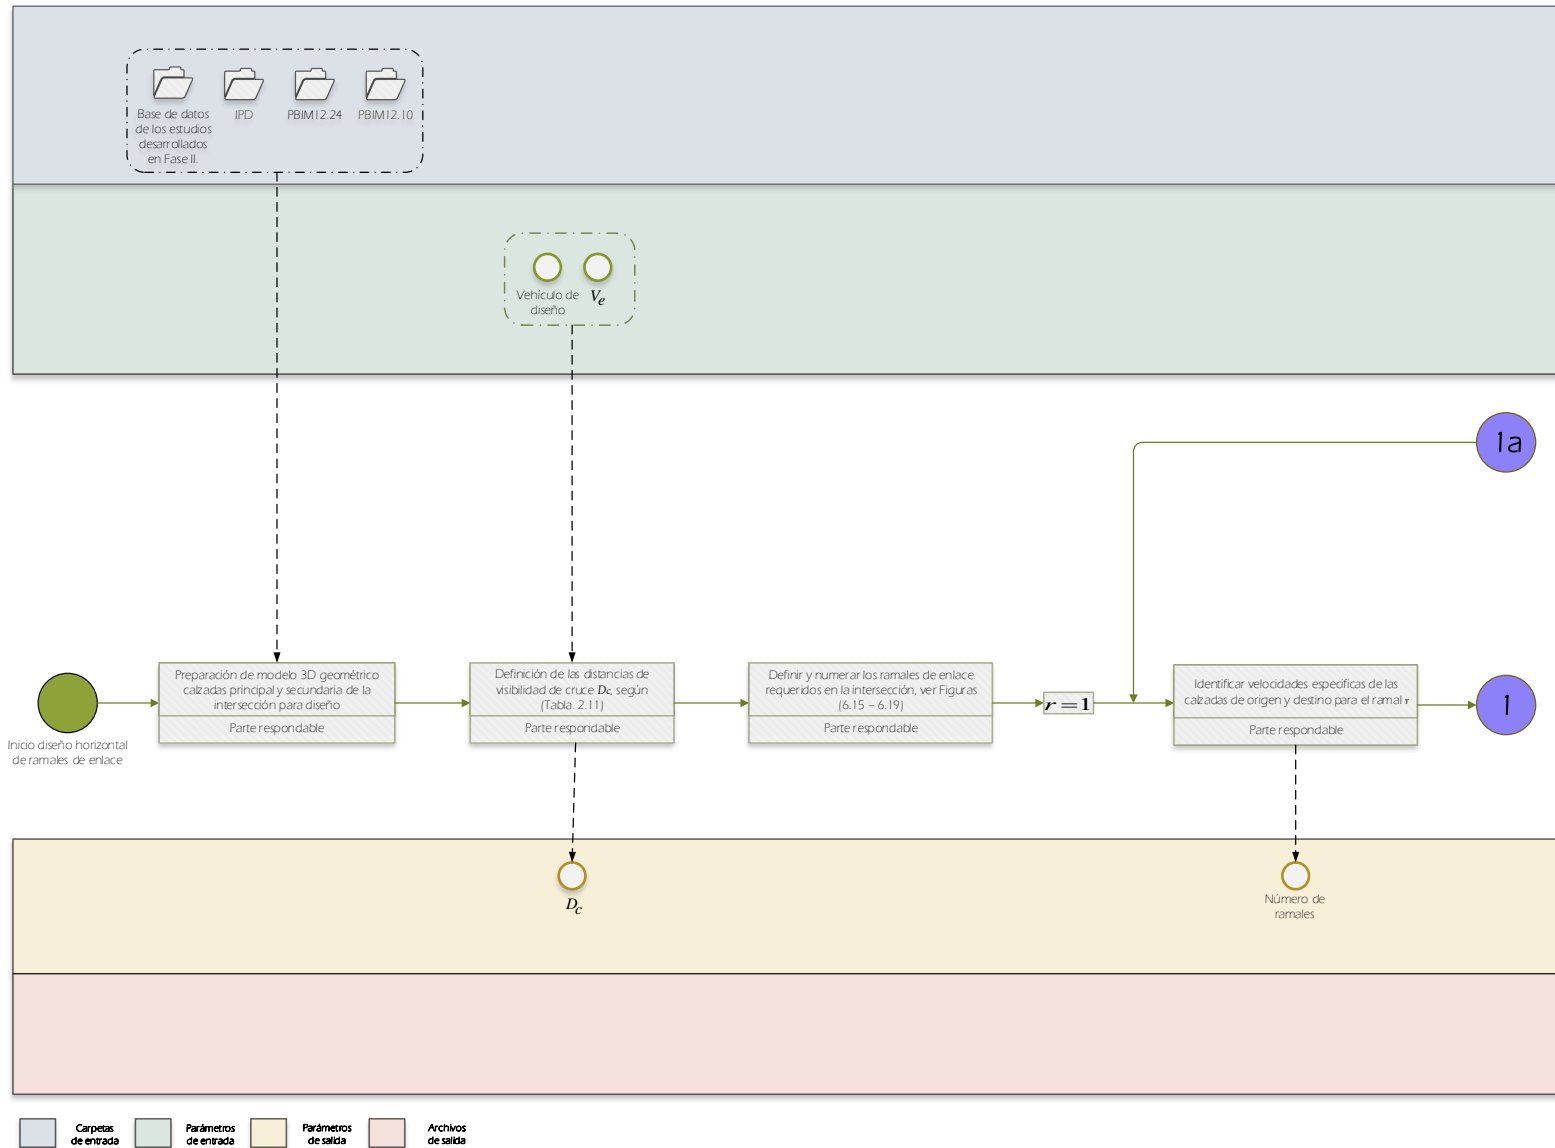 Base de datos
de los estudios
desarrollados
en Fase II.
IPD
PBIM12.24
PBIM12.10
Vehículo de
diseño
Ve
1a
Inicio diseño horizontal
de ramales de enlace
Preparación de modelo 3D geométrico
calzadas principal y secundaria de la
intersección para diseño
Parte respondable
Definición de las distancias de
visibilidad de cruce Dc, según
(Tabla. 2.11)
Parte respondable
Definir y numerar los ramales de enlace
requeridos en la intersección, ver Figuras
(6.15 – 6.19)
Parte respondable
r = 1
Identificar velocidades especificas de las
calzadas de origen y destino para el ramal r
Parte respondable
1
Dc
Número de
ramales
Carpetas
de entrada
Parámetros
de entrada
Parámetros
de salida
Archivos
de salida